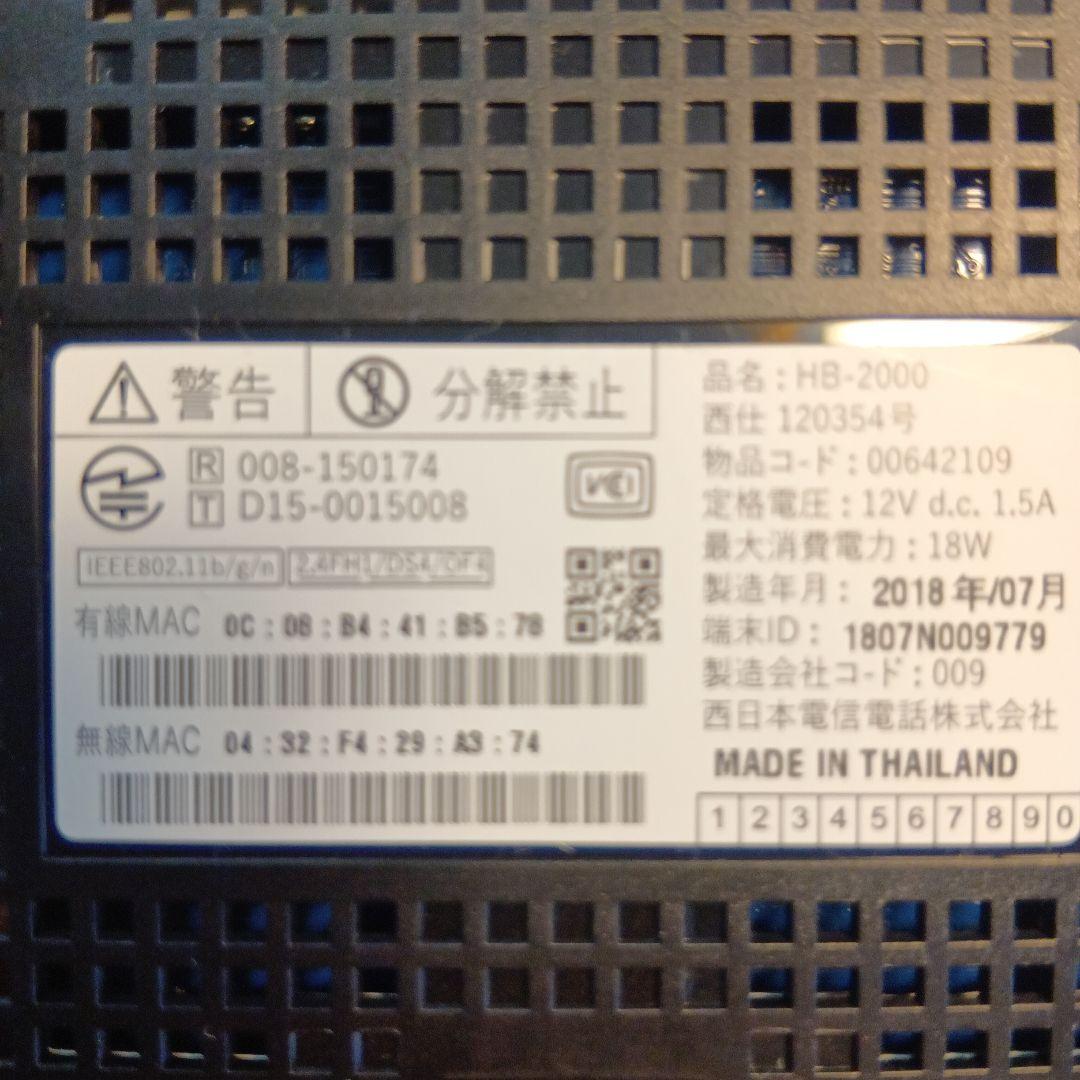 警告
分解禁止
R 008-150174
T D15-0015008
VCCI
IEEE802.11b/g/n 2.4FH1/DS4/OF4
有線MAC 0C : 08 : B4 : 41 : B5 : 78
無線MAC 04 : 32 : F4 : 29 : A3 : 74
品名 : HB-2000
西仕 120354号
物品コ-ド : 00642109
定格電圧 : 12V d.c. 1.5A
最大消費電力 : 18W
製造年月 : 2018 年/07月
端末ID : 1807N009779
製造会社コ-ド : 009
西日本電信電話株式会社
MADE IN THAILAND
1 2 3 4 5 6 7 8 9 0